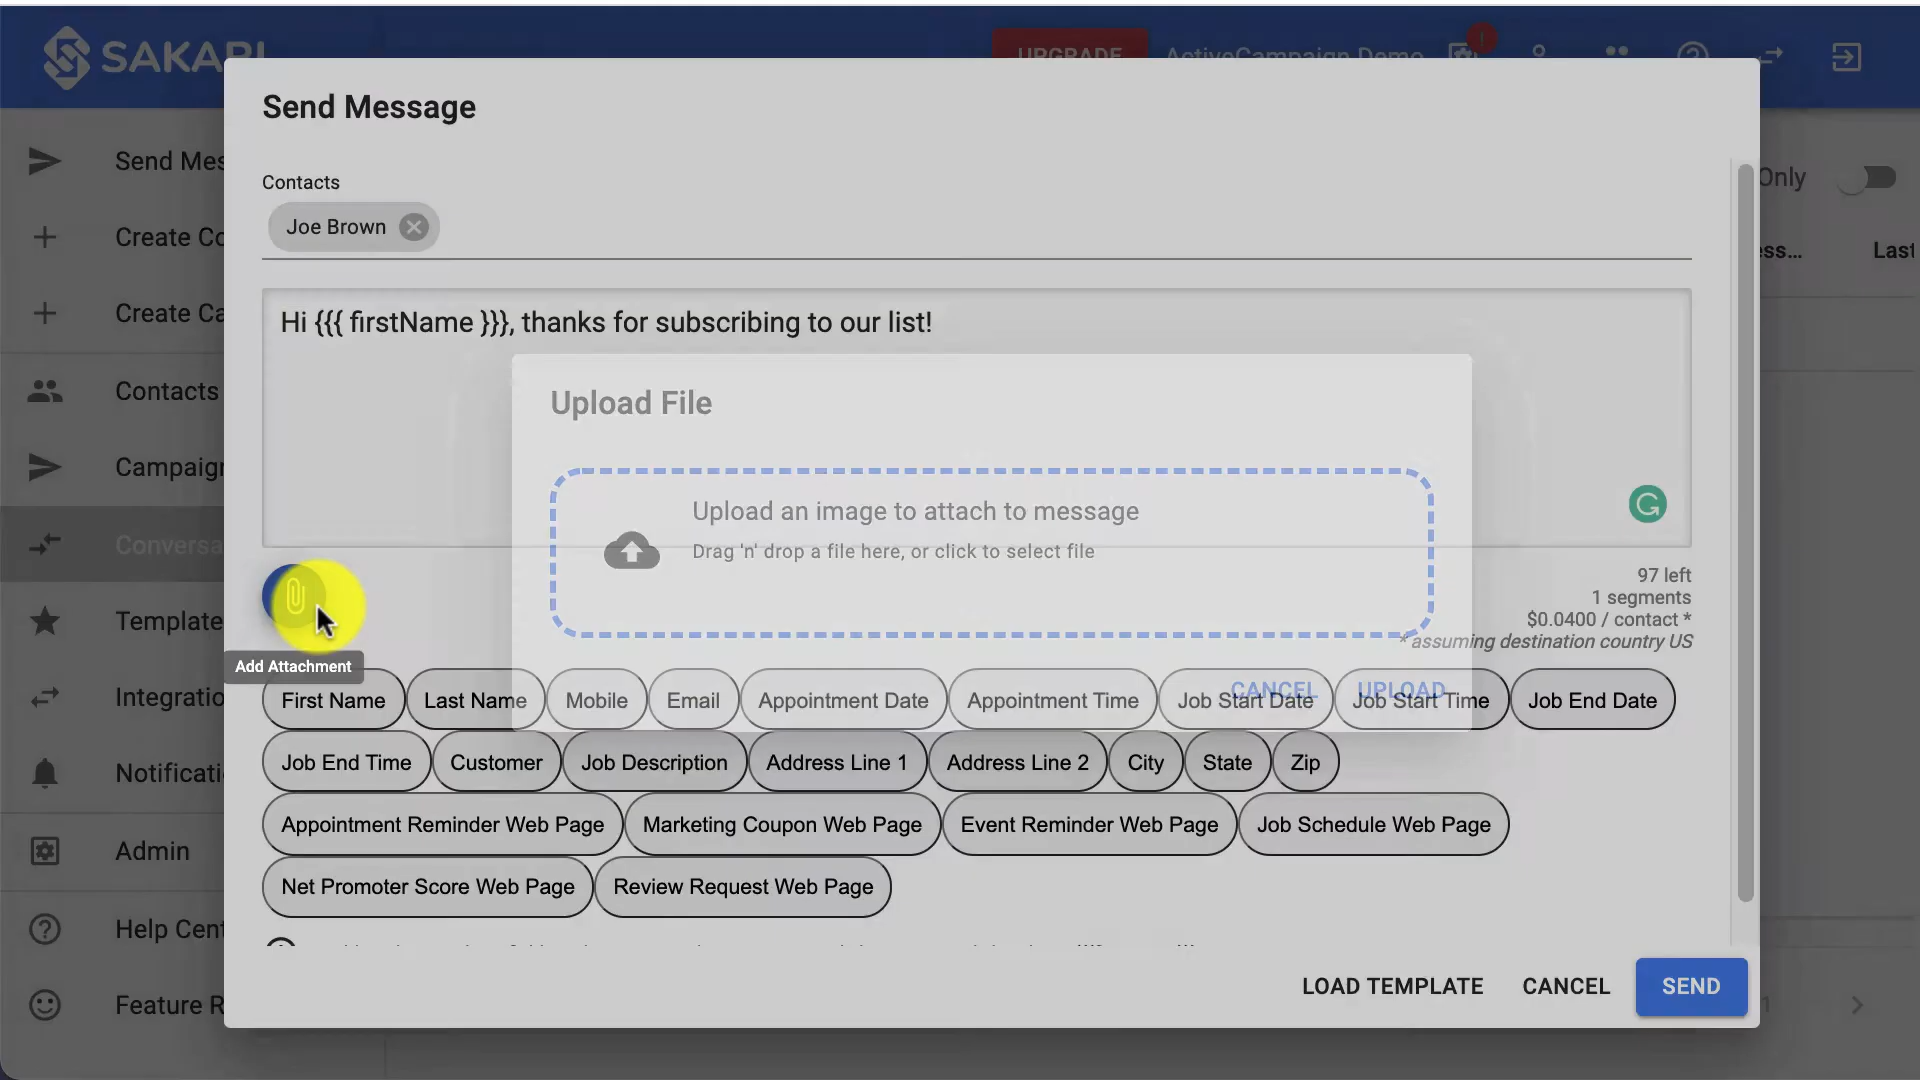 SAKARI
UPGRADE
ActiveCampaign Demo
!
Send Message
Send Mes
Contacts
Only
Joe Brown
Create Co
ess...
Last
Create Ca
Hi {{{ firstName }}}, thanks for subscribing to our list!
Contacts
Upload File
Campaign
Upload an image to attach to message
Drag 'n' drop a file here, or click to select file
Conversa
97 left
1 segments
$0.0400 / contact *
* assuming destination country US
Template
Add Attachment
CANCEL
UPLOAD
First Name
Last Name
Mobile
Email
Appointment Date
Appointment Time
Job Start Date
Job Start Time
Job End Date
Integratio
Job End Time
Customer
Job Description
Address Line 1
Address Line 2
City
State
Zip
Notificati
Appointment Reminder Web Page
Marketing Coupon Web Page
Event Reminder Web Page
Job Schedule Web Page
Admin
Net Promoter Score Web Page
Review Request Web Page
Help Cent
LOAD TEMPLATE
CANCEL
SEND
Feature R
1